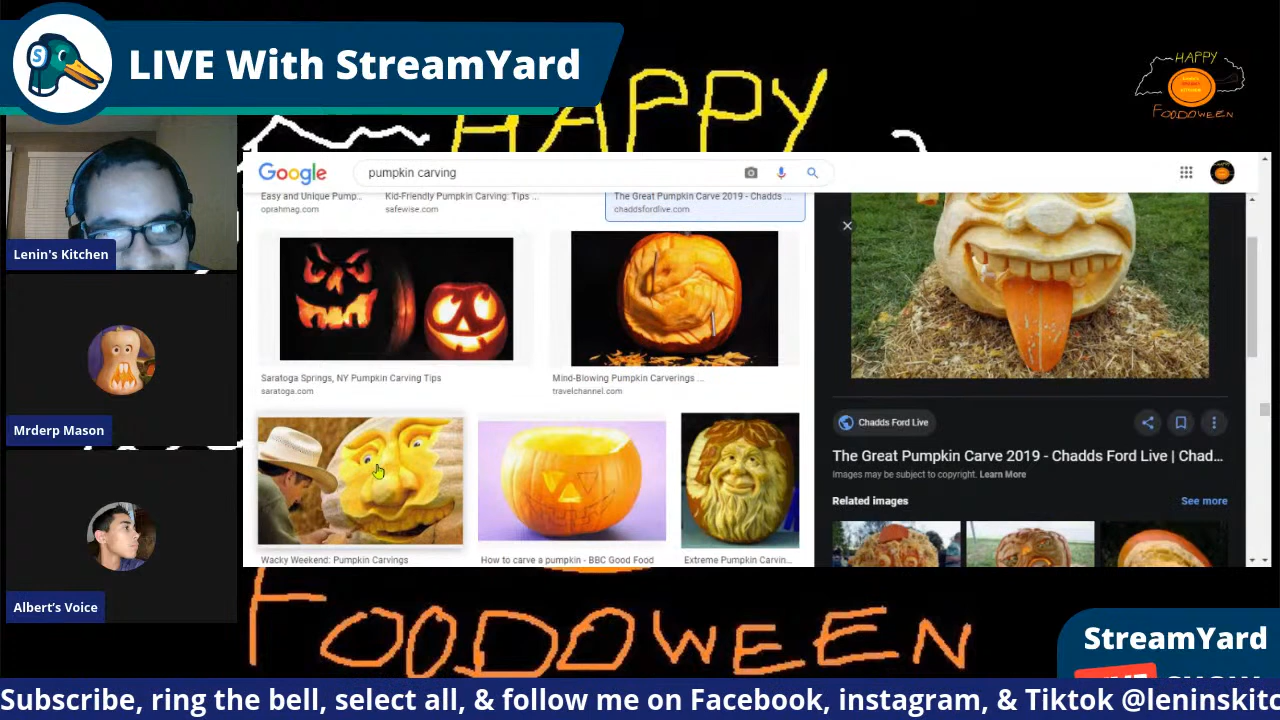 S
LIVE With StreamYard
HAPPY
HAPPY
FOODOWEEN
Google
pumpkin carving
Easy and Unique Pump...
oprahmag.com
Kid-Friendly Pumpkin Carving: Tips ...
safewise.com
The Great Pumpkin Carve 2019 - Chadds ...
chaddsfordlive.com
Lenin's Kitchen
Saratoga Springs, NY Pumpkin Carving Tips
saratoga.com
Mind-Blowing Pumpkin Carverings ...
travelchannel.com
Mrderp Mason
Chadds Ford Live
The Great Pumpkin Carve 2019 - Chadds Ford Live | Chad...
Images may be subject to copyright. Learn More
Related images
See more
Wacky Weekend: Pumpkin Carvings
How to carve a pumpkin - BBC Good Food
Extreme Pumpkin Carvin...
Albert's Voice
FOODOWEEN
StreamYard
Subscribe, ring the bell, select all, & follow me on Facebook, instagram, & Tiktok @leninskitc